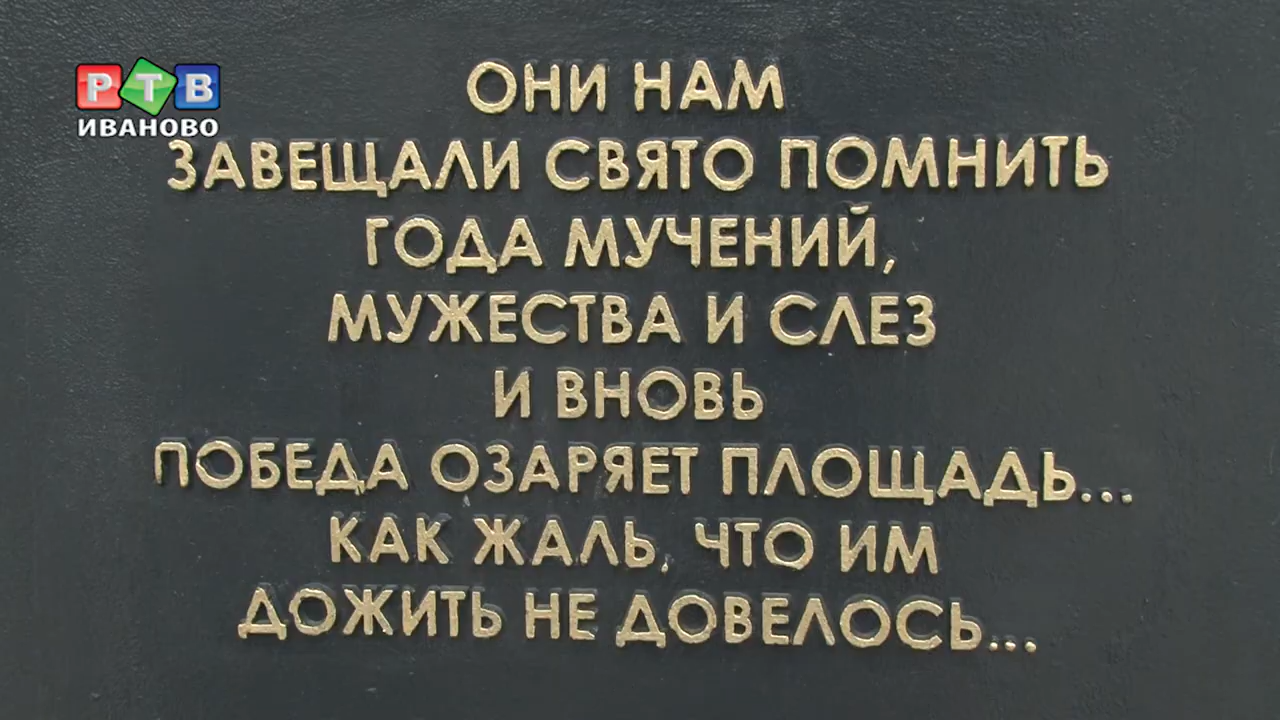 РТВ
ИВАНОВО
ОНИ НАМ
ЗАВЕЩАЛИ СВЯТО ПОМНИТЬ
ГОДА МУЧЕНИЙ,
МУЖЕСТВА И СЛЕЗ
И ВНОВЬ
ПОБЕДА ОЗАРЯЕТ ПЛОЩАДЬ...
КАК ЖАЛЬ, ЧТО ИМ
ДОЖИТЬ НЕ ДОВЕЛОСЬ...